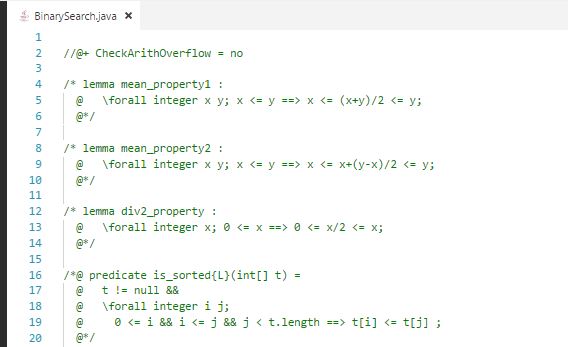 BinarySearch.java ×
1
2 //@+ CheckArithOverflow = no
3
4 /* lemma mean_property1 :
5 @ \forall integer x y; x <= y ==> x <= (x+y)/2 <= y;
6 @*/
7
8 /* lemma mean_property2 :
9 @ \forall integer x y; x <= y ==> x <= x+(y-x)/2 <= y;
10 @*/
11
12 /* lemma div2_property :
13 @ \forall integer x; 0 <= x ==> 0 <= x/2 <= x;
14 @*/
15
16 /*@ predicate is_sorted{L}(int[] t) =
17 @ t != null &&
18 @ \forall integer i j;
19 @ 0 <= i && i <= j && j < t.length ==> t[i] <= t[j] ;
20 @*/